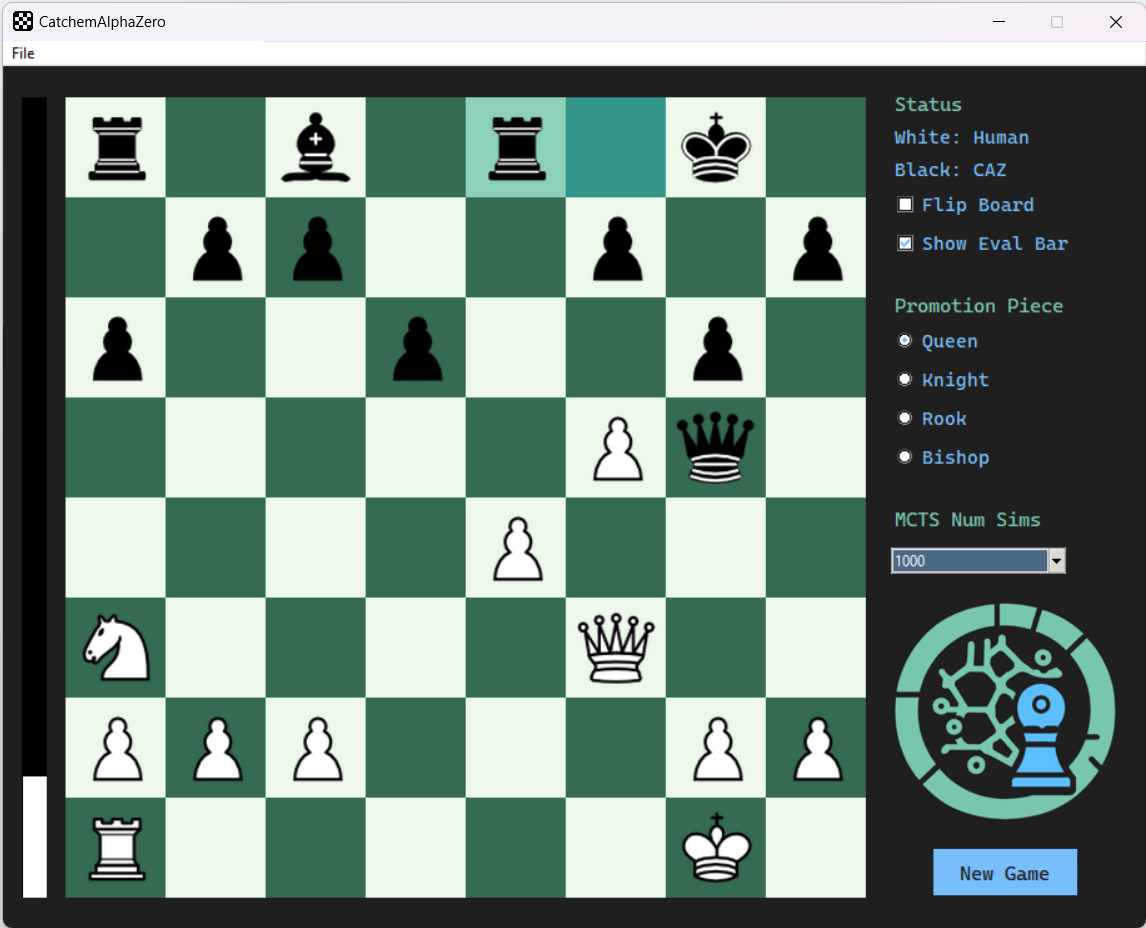 CatchemAlphaZero
File
Status
White: Human
Black: CAZ
Flip Board
Show Eval Bar
Promotion Piece
Queen
Knight
Rook
Bishop
MCTS Num Sims
1000
New Game